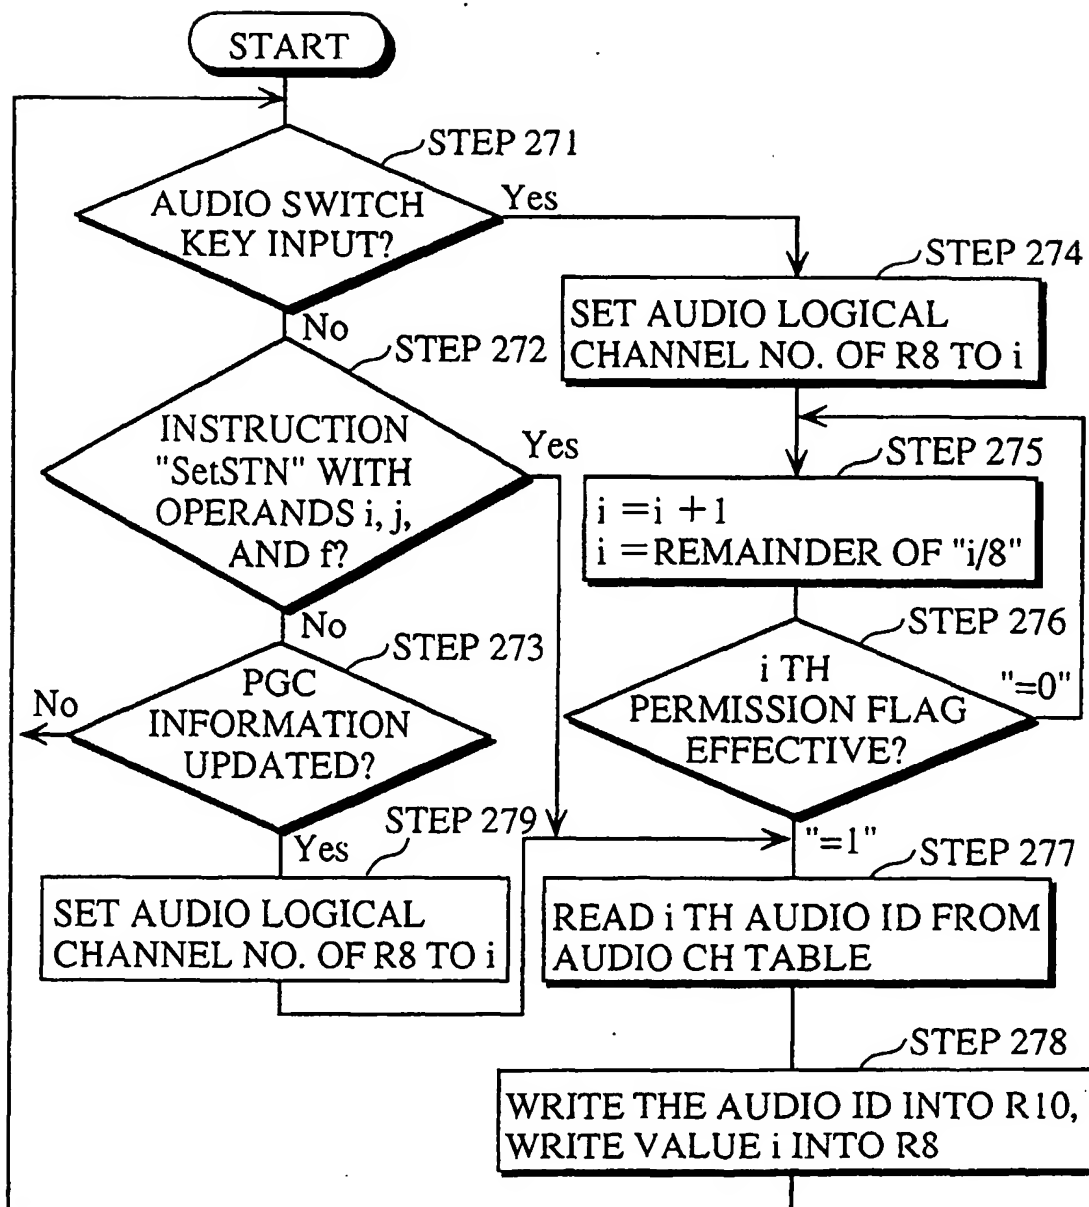 START
STEP 271
AUDIO SWITCH
KEY INPUT?
Yes
No
STEP 272
INSTRUCTION
"SetSTN" WITH
OPERANDS i, j,
AND f?
Yes
No
STEP 273
PGC
INFORMATION
UPDATED?
No
Yes
STEP 279
SET AUDIO LOGICAL
CHANNEL NO. OF R8 TO i
STEP 274
SET AUDIO LOGICAL
CHANNEL NO. OF R8 TO i
STEP 275
i = i + 1
i = REMAINDER OF "i/8"
STEP 276
i TH
PERMISSION FLAG
EFFECTIVE?
"=0"
"=1"
STEP 277
READ i TH AUDIO ID FROM
AUDIO CH TABLE
STEP 278
WRITE THE AUDIO ID INTO R10,
WRITE VALUE i INTO R8